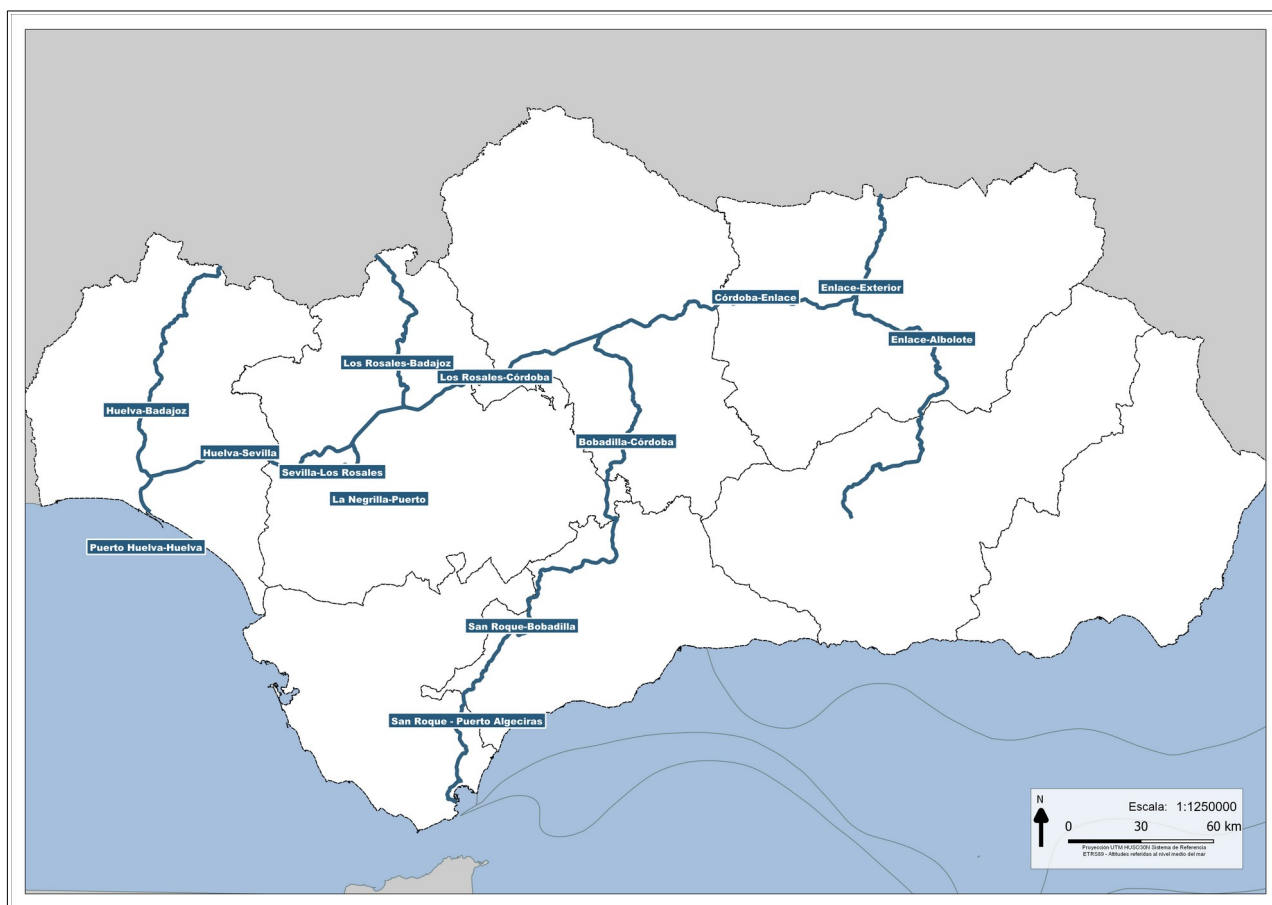 Enlace-Exterior
Córdoba-Enlace
Enlace-Albolote
Los Rosales-Badajoz
Los Rosales-Córdoba
Huelva-Badajoz
Bobadilla-Córdoba
Huelva-Sevilla
Sevilla-Los Rosales
La Negrilla-Puerto
Puerto Huelva-Huelva
San Roque-Bobadilla
San Roque - Puerto Algeciras
N
Escala: 1:1250000
0 30 60 km
Proyección UTM HUSO30N Sistema de Referencia
ETRS89 - Altitudes referidas al nivel medio del mar